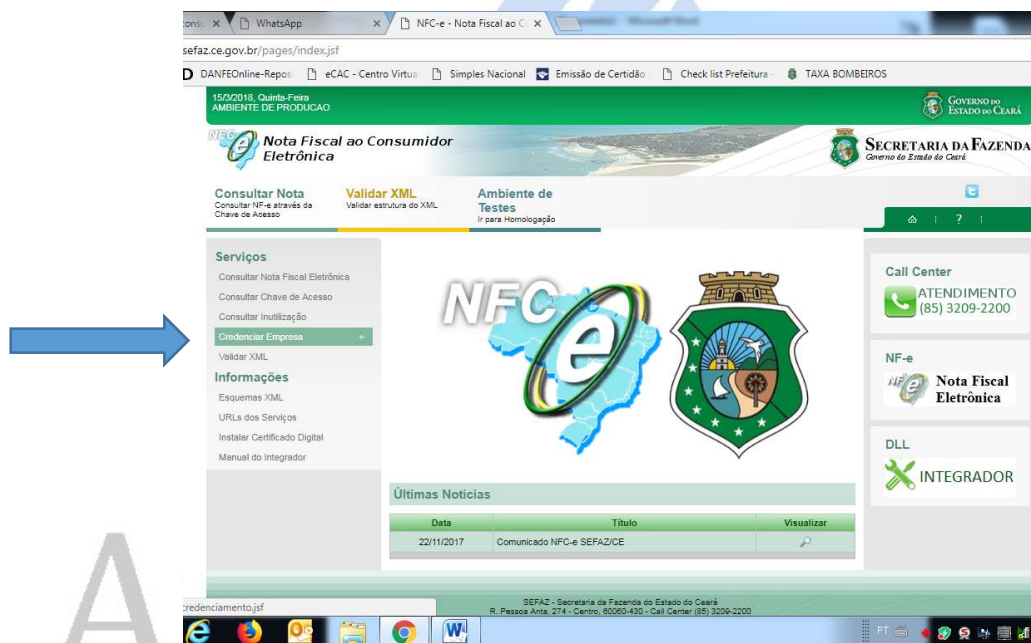 WhatsApp
NFC-e - Nota Fiscal ao C
sefaz.ce.gov.br/pages/index.jsf
DANFEOnline-Repos
eCAC - Centro Virtua
Simples Nacional
Emissão de Certidão
Check list Prefeitura -
TAXA BOMBEIROS
15/3/2018, Quinta-Feira
AMBIENTE DE PRODUCAO
GOVERNO DO
ESTADO DO CEARÁ
NFC e
Nota Fiscal ao Consumidor
Eletrônica
SECRETARIA DA FAZENDA
Governo do Estado do Ceará
Consultar Nota
Consultar NF-e através da
Chave de Acesso
Validar XML
Validar estrutura do XML
Ambiente de
Testes
Ir para Homologação
?
Serviços
Consultar Nota Fiscal Eletrônica
Consultar Chave de Acesso
Consultar Inutilização
Credenciar Empresa
Validar XML
Informações
Esquemas XML
URLs dos Serviços
Instalar Certificado Digital
Manual do Integrador
NFC e
Call Center
ATENDIMENTO
(85) 3209-2200
NF-e
NF e
Nota Fiscal
Eletrônica
DLL
INTEGRADOR
Últimas Noticias
Data Título Visualizar
22/11/2017 Comunicado NFC-e SEFAZ/CE
A
credenciamento.jsf
SEFAZ - Secretaria da Fazenda do Estado do Ceará
R. Pessoa Anta, 274 - Centro, 60060-430 - Call Center (85) 3209-2200
PT